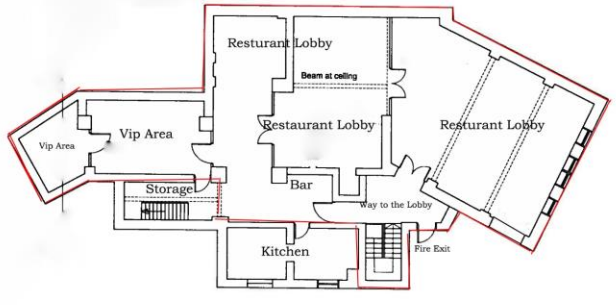 Resturant Lobby
Beam at celling
Restaurant Lobby
Resturant Lobby
Vip Area
Vip Area
Storage
Bar
Way to the Lobby
Kitchen
Fire Exit